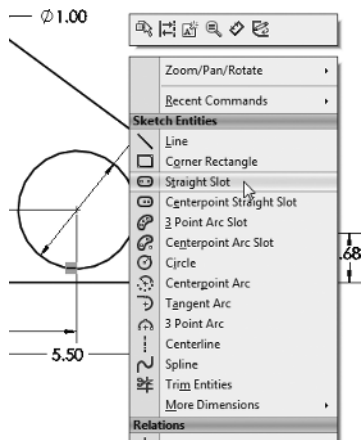 Ø1.00
Zoom/Pan/Rotate
Recent Commands
Sketch Entities
Line
Corner Rectangle
Straight Slot
Centerpoint Straight Slot
3 Point Arc Slot
Centerpoint Arc Slot
Circle
Centerpoint Arc
.68
Tangent Arc
3 Point Arc
Centerline
5.50
Spline
Trim Entities
More Dimensions
Relations